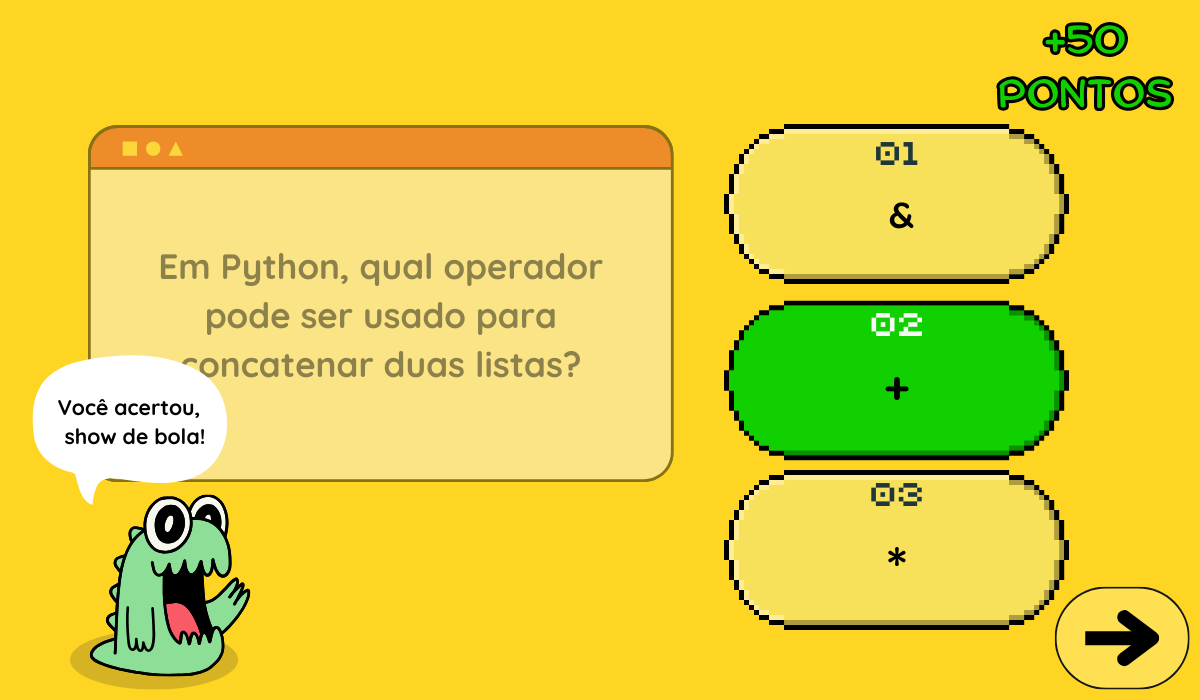 +50
PONTOS
Em Python, qual operador
pode ser usado para
concatenar duas listas?
Você acertou,
show de bola!
01
&
02
+
03
*